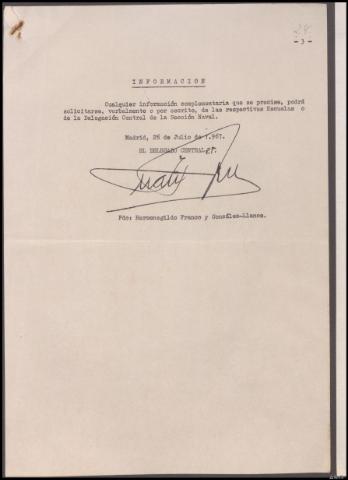 28
- 3 -
INFORMACION
Cualquier información complementaria que se precise, podrá
solicitarse, verbalmente o por escrito, de las respectivas Escuelas o
de la Delegación Central de la Sección Naval.
Madrid, 26 de Julio de 1.967.
EL DELEGADO CENTRAL
Fdo: Hermenegildo Franco y González-Llanos.